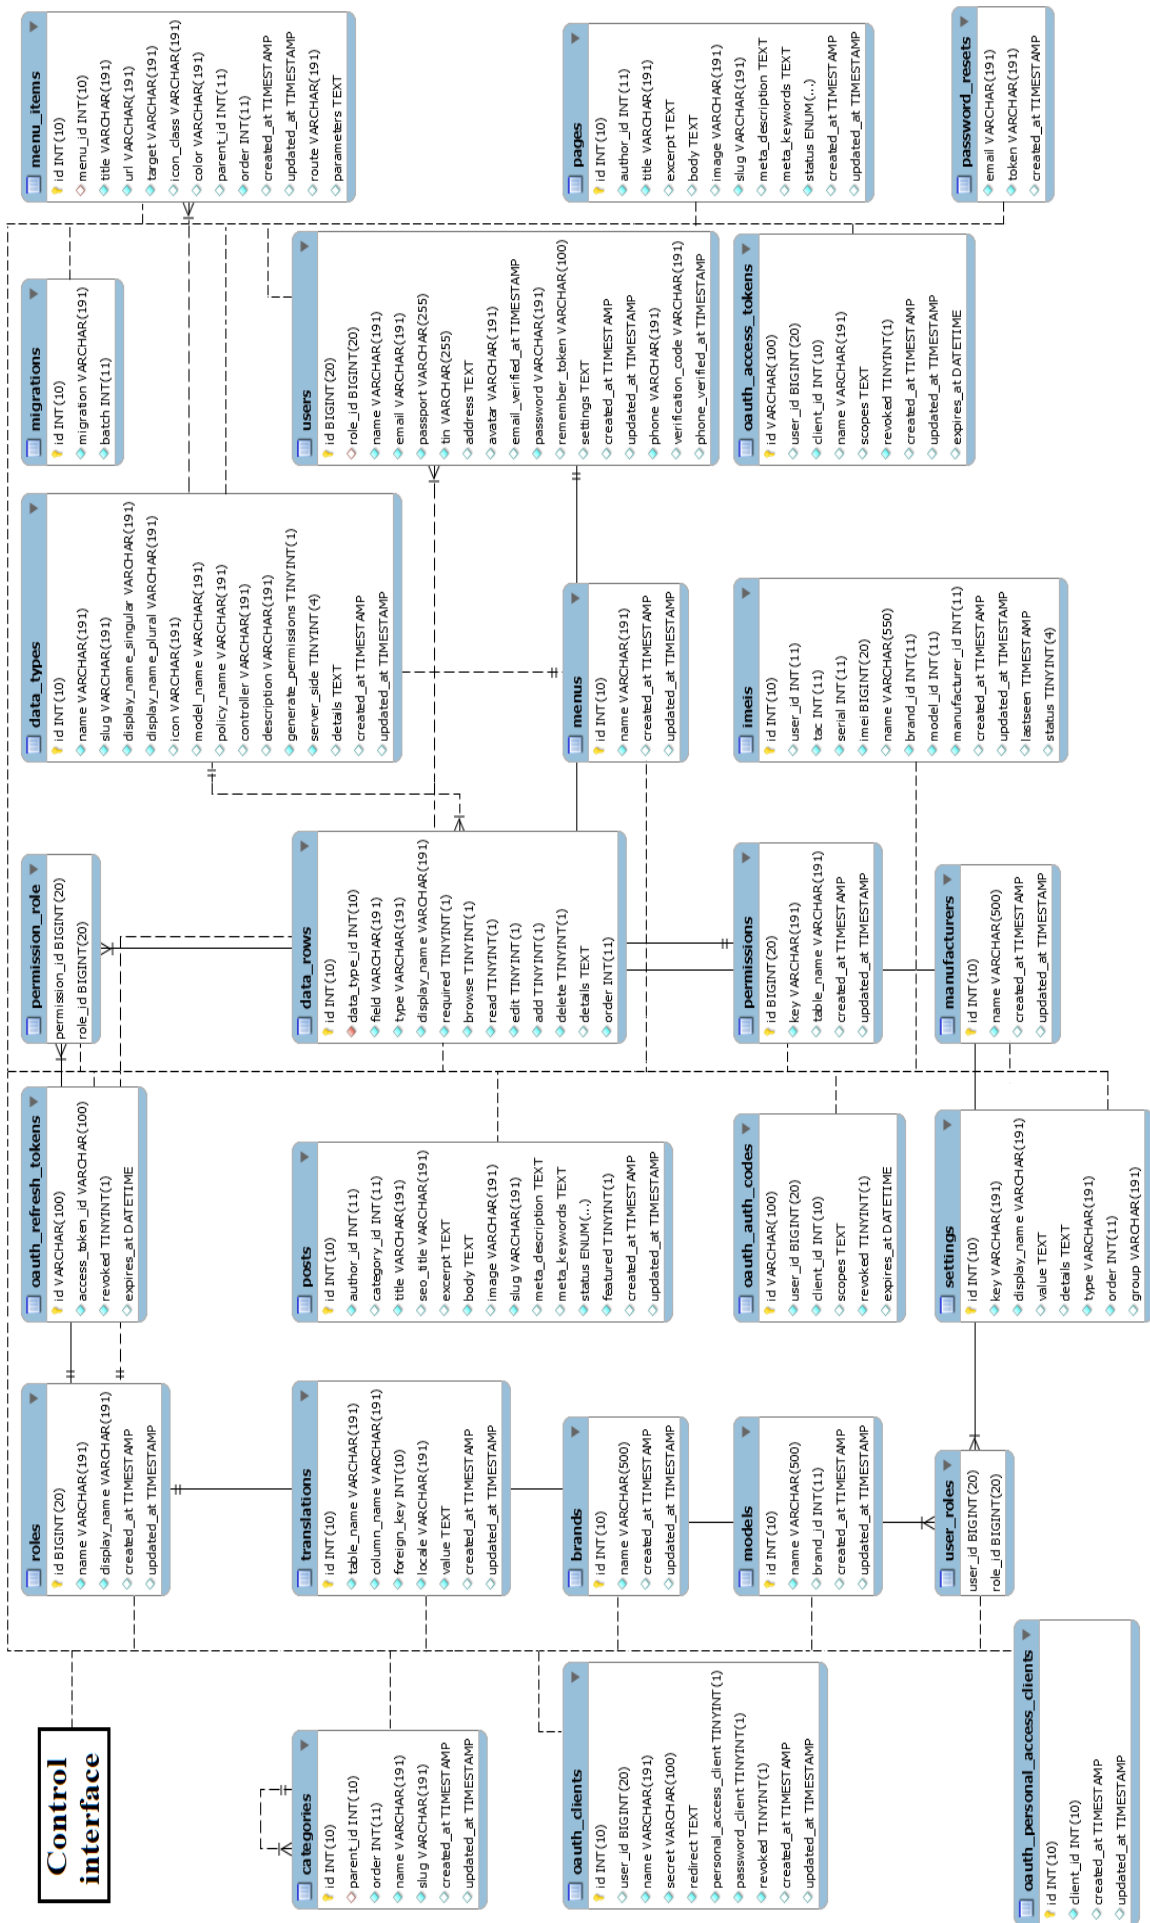 Control
interface
roles
id BIGINT(20)
name VARCHAR(191)
display_name VARCHAR(191)
created_at TIMESTAMP
updated_at TIMESTAMP
oauth_refresh_tokens
id VARCHAR(100)
access_token_id VARCHAR(100)
revoked TINYINT(1)
expires_at DATETIME
permission_role
permission_id BIGINT(20)
role_id BIGINT(20)
data_types
id INT(10)
name VARCHAR(191)
slug VARCHAR(191)
display_name_singular VARCHAR(191)
display_name_plural VARCHAR(191)
icon VARCHAR(191)
model_name VARCHAR(191)
policy_name VARCHAR(191)
controller VARCHAR(191)
description VARCHAR(191)
generate_permissions TINYINT(1)
server_side TINYINT(4)
details TEXT
created_at TIMESTAMP
updated_at TIMESTAMP
migrations
id INT(10)
migration VARCHAR(191)
batch INT(11)
menu_items
id INT(10)
menu_id INT(10)
title VARCHAR(191)
url VARCHAR(191)
target VARCHAR(191)
icon_class VARCHAR(191)
color VARCHAR(191)
parent_id INT(11)
order INT(11)
created_at TIMESTAMP
updated_at TIMESTAMP
route VARCHAR(191)
parameters TEXT
categories
id INT(10)
parent_id INT(10)
order INT(11)
name VARCHAR(191)
slug VARCHAR(191)
created_at TIMESTAMP
updated_at TIMESTAMP
translations
id INT(10)
table_name VARCHAR(191)
column_name VARCHAR(191)
foreign_key INT(10)
locale VARCHAR(191)
value TEXT
created_at TIMESTAMP
updated_at TIMESTAMP
posts
id INT(10)
author_id INT(11)
category_id INT(11)
title VARCHAR(191)
seo_title VARCHAR(191)
excerpt TEXT
body TEXT
image VARCHAR(191)
slug VARCHAR(191)
meta_description TEXT
meta_keywords TEXT
status ENUM(...)
featured TINYINT(1)
created_at TIMESTAMP
updated_at TIMESTAMP
data_rows
id INT(10)
data_type_id INT(10)
field VARCHAR(191)
type VARCHAR(191)
display_name VARCHAR(191)
required TINYINT(1)
browse TINYINT(1)
read TINYINT(1)
edit TINYINT(1)
add TINYINT(1)
delete TINYINT(1)
details TEXT
order INT(11)
users
id BIGINT(20)
role_id BIGINT(20)
name VARCHAR(191)
email VARCHAR(191)
passport VARCHAR(255)
tin VARCHAR(255)
address TEXT
avatar VARCHAR(191)
email_verified_at TIMESTAMP
password VARCHAR(191)
remember_token VARCHAR(100)
settings TEXT
created_at TIMESTAMP
updated_at TIMESTAMP
phone VARCHAR(191)
verification_code VARCHAR(191)
phone_verified_at TIMESTAMP
oauth_clients
id INT(10)
user_id BIGINT(20)
name VARCHAR(191)
secret VARCHAR(100)
redirect TEXT
personal_access_client TINYINT(1)
password_client TINYINT(1)
revoked TINYINT(1)
created_at TIMESTAMP
updated_at TIMESTAMP
brands
id INT(10)
name VARCHAR(500)
created_at TIMESTAMP
updated_at TIMESTAMP
menus
id INT(10)
name VARCHAR(191)
created_at TIMESTAMP
updated_at TIMESTAMP
pages
id INT(10)
author_id INT(11)
title VARCHAR(191)
excerpt TEXT
body TEXT
image VARCHAR(191)
slug VARCHAR(191)
meta_description TEXT
meta_keywords TEXT
status ENUM(...)
created_at TIMESTAMP
updated_at TIMESTAMP
models
id INT(10)
name VARCHAR(500)
brand_id INT(11)
created_at TIMESTAMP
updated_at TIMESTAMP
oauth_auth_codes
id VARCHAR(100)
user_id BIGINT(20)
client_id INT(10)
scopes TEXT
revoked TINYINT(1)
expires_at DATETIME
permissions
id BIGINT(20)
key VARCHAR(191)
table_name VARCHAR(191)
created_at TIMESTAMP
updated_at TIMESTAMP
imeis
id INT(10)
user_id INT(11)
tac INT(11)
serial INT(11)
imei BIGINT(20)
name VARCHAR(550)
brand_id INT(11)
model_id INT(11)
manufacturer_id INT(11)
created_at TIMESTAMP
updated_at TIMESTAMP
lastseen TIMESTAMP
status TINYINT(4)
oauth_access_tokens
id VARCHAR(100)
user_id BIGINT(20)
client_id INT(10)
name VARCHAR(191)
scopes TEXT
revoked TINYINT(1)
created_at TIMESTAMP
updated_at TIMESTAMP
expires_at DATETIME
user_roles
user_id BIGINT(20)
role_id BIGINT(20)
settings
id INT(10)
key VARCHAR(191)
display_name VARCHAR(191)
value TEXT
details TEXT
type VARCHAR(191)
order INT(11)
group VARCHAR(191)
manufacturers
id INT(10)
name VARCHAR(500)
created_at TIMESTAMP
updated_at TIMESTAMP
password_resets
email VARCHAR(191)
token VARCHAR(191)
created_at TIMESTAMP
oauth_personal_access_clients
id INT(10)
client_id INT(10)
created_at TIMESTAMP
updated_at TIMESTAMP